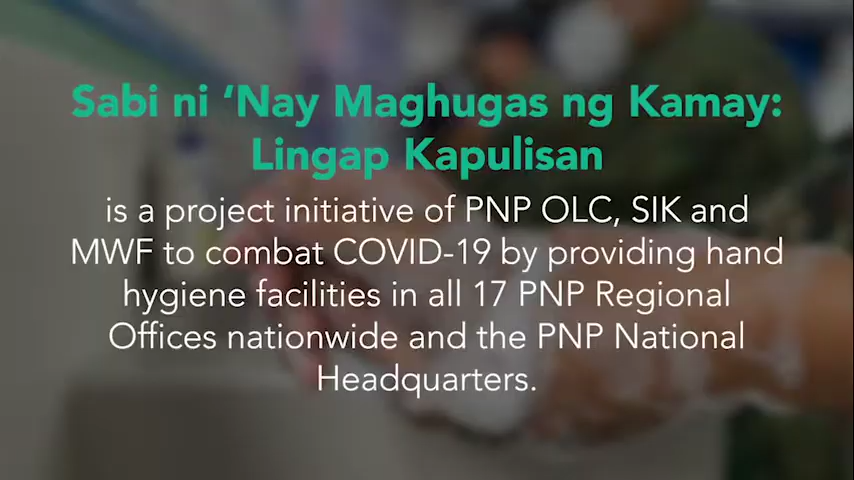 Sabi ni ‘Nay Maghugas ng Kamay:
Lingap Kapulisan
is a project initiative of PNP OLC, SIK and
MWF to combat COVID-19 by providing hand
hygiene facilities in all 17 PNP Regional
Offices nationwide and the PNP National
Headquarters.